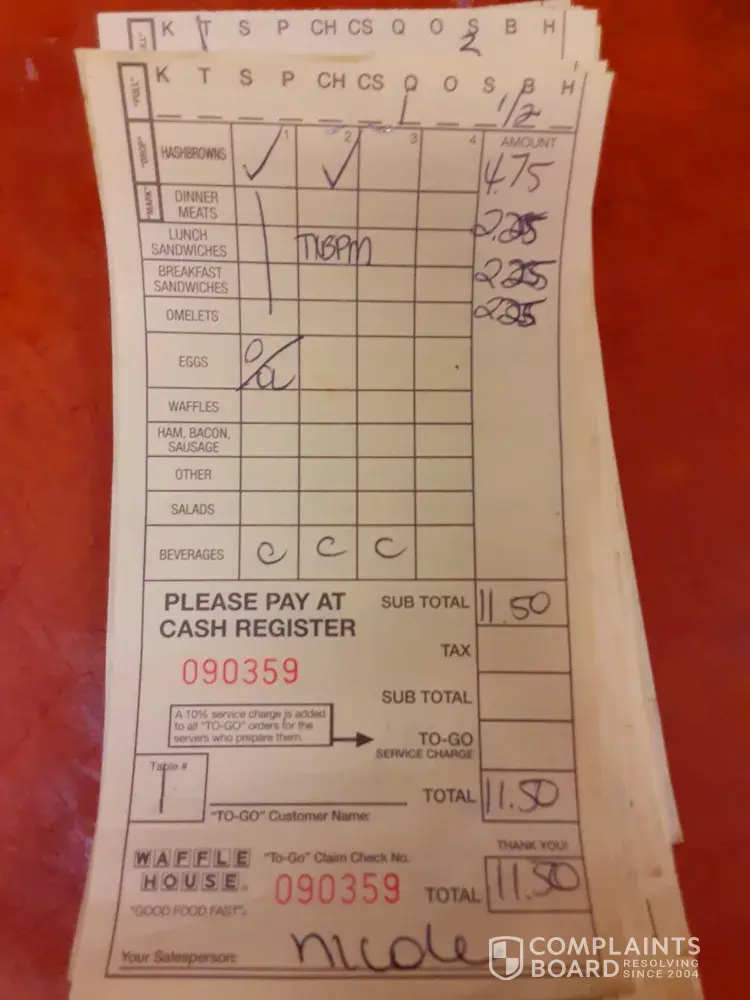 K T S P CH CS Q O S B H
2
"PULL" K T S P CH CS Q O S B H
1/2
"DROP" HASHBROWNS 1 2 3 4 AMOUNT
4.75
"MARK" DINNER MEATS 2.25
LUNCH SANDWICHES TXBPM
BREAKFAST SANDWICHES 2.25
OMELETS 2.25
EGGS O/a
WAFFLES
HAM, BACON, SAUSAGE
OTHER
SALADS
BEVERAGES C C C
PLEASE PAY AT SUB TOTAL 11.50
CASH REGISTER
TAX
090359
SUB TOTAL
A 10% service charge is added
to all "TO-GO" orders for the
servers who prepare them.
TO-GO
SERVICE CHARGE
Table #
1
TOTAL 11.50
"TO-GO" Customer Name:
THANK YOU!
WAFFLE "To-Go" Claim Check No.
HOUSE 090359 TOTAL 11.50
"GOOD FOOD FAST".
Your Salesperson: nicole
COMPLAINTS
BOARD RESOLVING
SINCE 2004